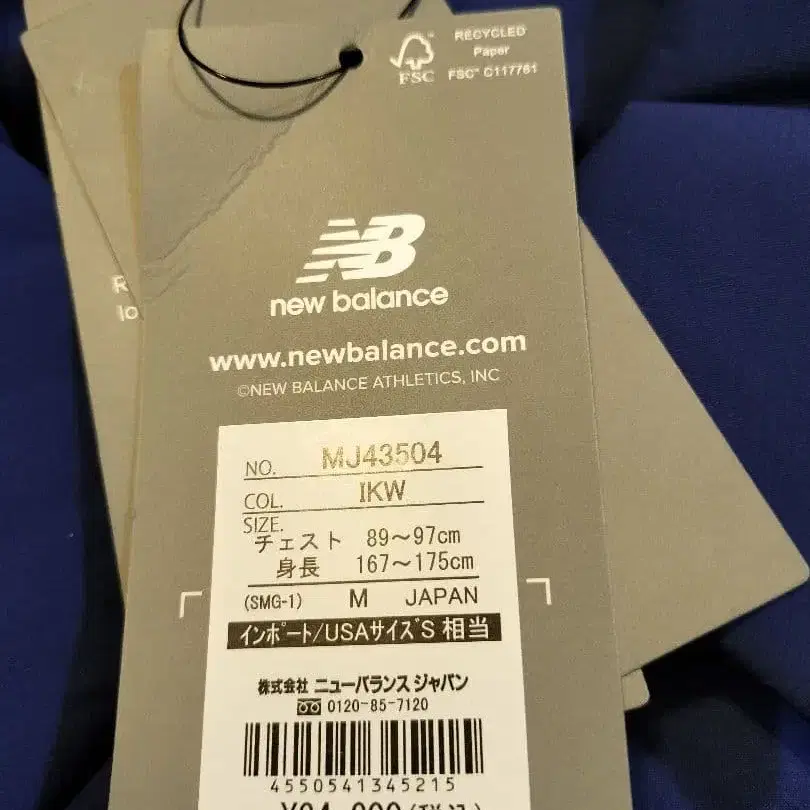 RECYCLED
Paper
FSC
FSC™ C117761
NB
new balance
www.newbalance.com
©NEW BALANCE ATHLETICS, INC
NO. MJ43504
COL. IKW
SIZE.
チェスト 89～97cm
身長 167～175cm
(SMG-1) M JAPAN
インポート/USAサイズS 相当
株式会社 ニューバランス ジャパン
0120-85-7120
4550541345215